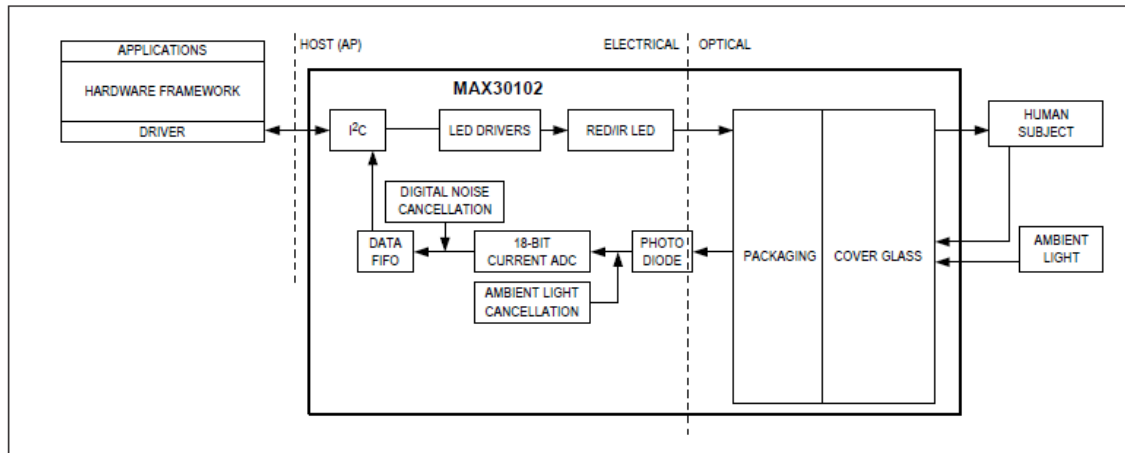 APPLICATIONS
HARDWARE FRAMEWORK
DRIVER
HOST (AP)
ELECTRICAL
OPTICAL
MAX30102
I²C
LED DRIVERS
RED/IR LED
HUMAN
SUBJECT
DIGITAL NOISE
CANCELLATION
DATA
FIFO
18-BIT
CURRENT ADC
PHOTO
DIODE
PACKAGING
COVER GLASS
AMBIENT
LIGHT
AMBIENT LIGHT
CANCELLATION